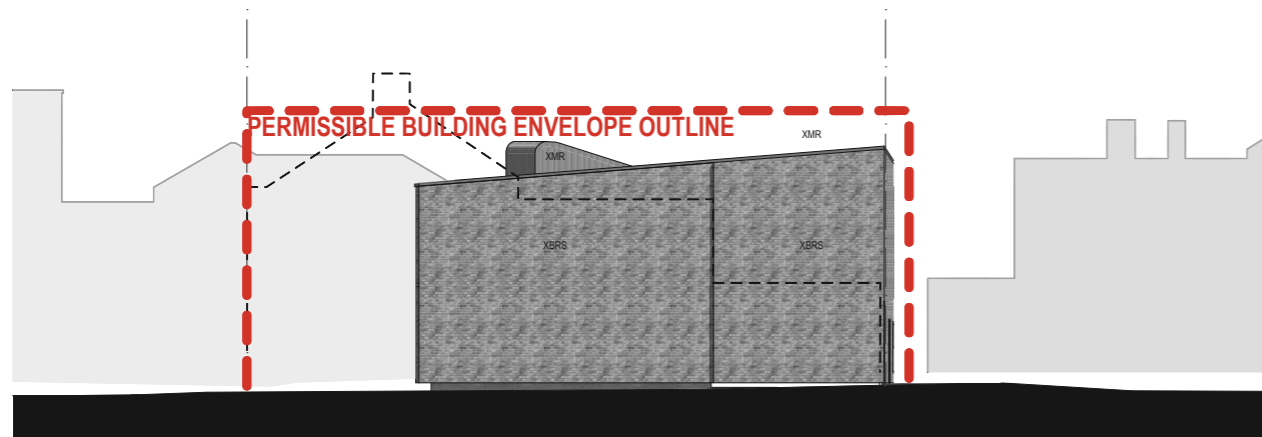 PERMISSIBLE BUILDING ENVELOPE OUTLINE
XMR
XMR
XBRS
XBRS